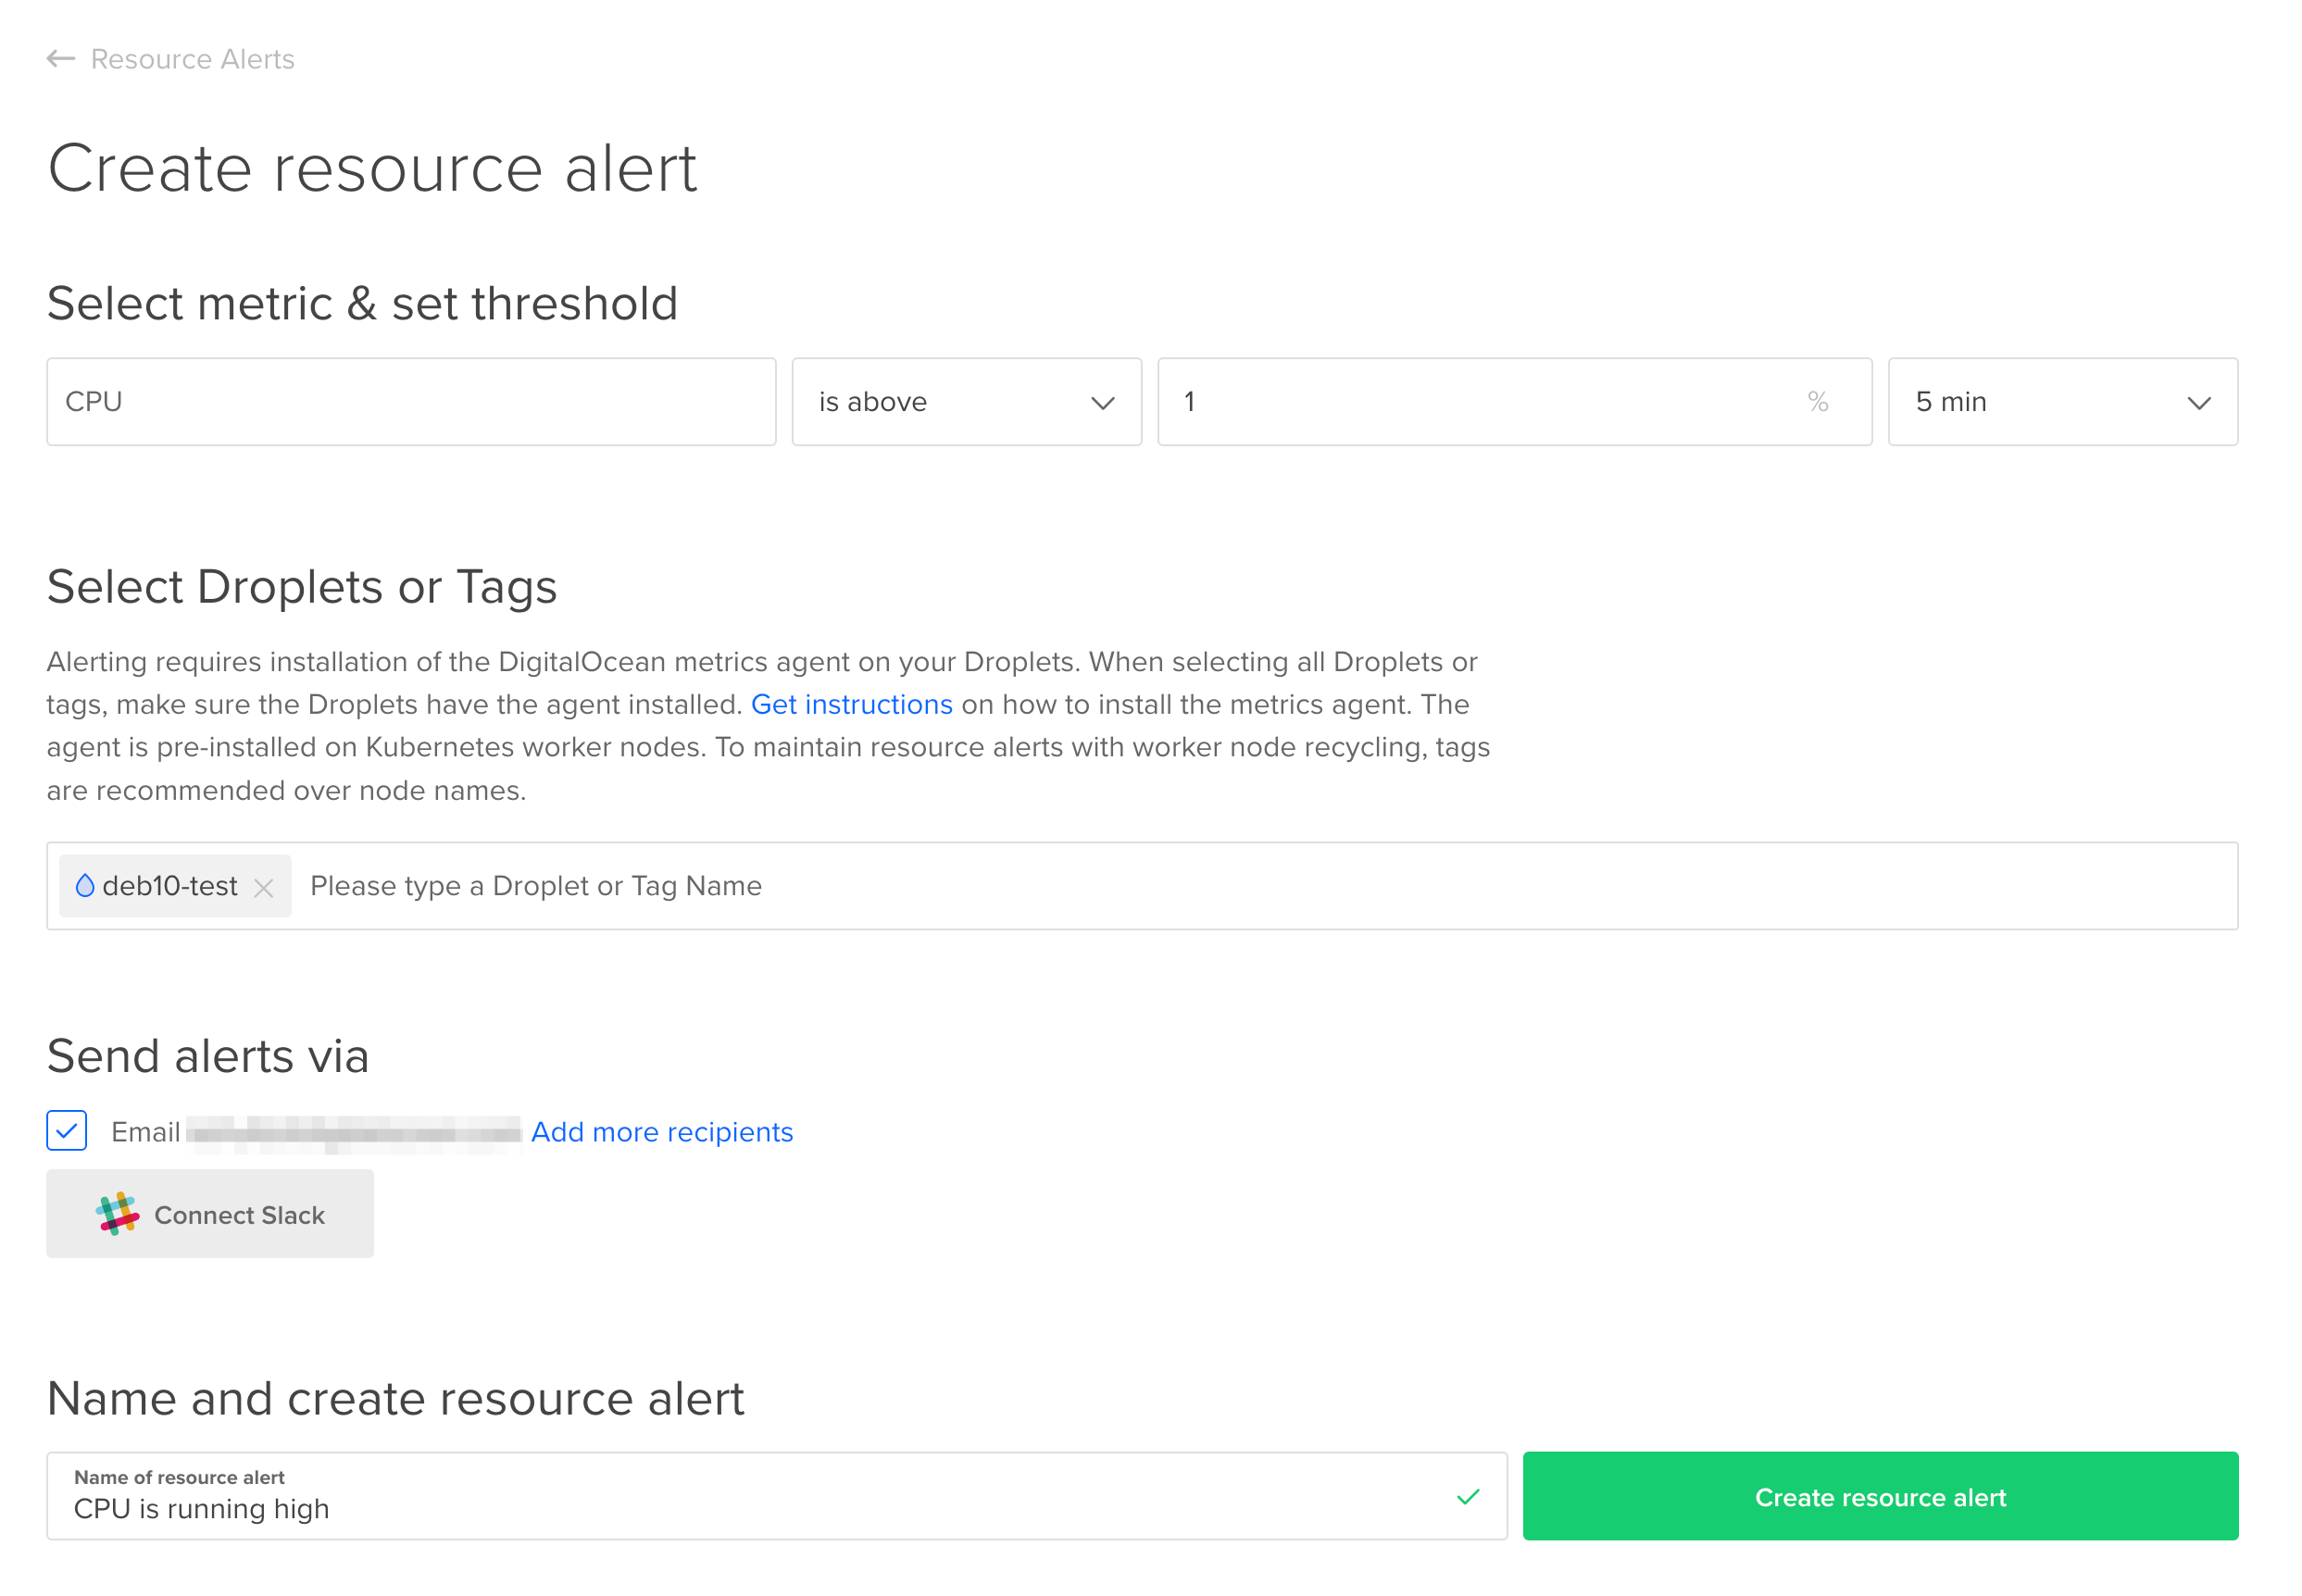 Resource Alerts
Create resource alert
Select metric & set threshold
CPU
is above
1
%
5 min
Select Droplets or Tags
Alerting requires installation of the DigitalOcean metrics agent on your Droplets. When selecting all Droplets or
tags, make sure the Droplets have the agent installed. Get instructions on how to install the metrics agent. The
agent is pre-installed on Kubernetes worker nodes. To maintain resource alerts with worker node recycling, tags
are recommended over node names.
deb10-test
Please type a Droplet or Tag Name
Send alerts via
Email
Add more recipients
Connect Slack
Name and create resource alert
Name of resource alert
CPU is running high
Create resource alert